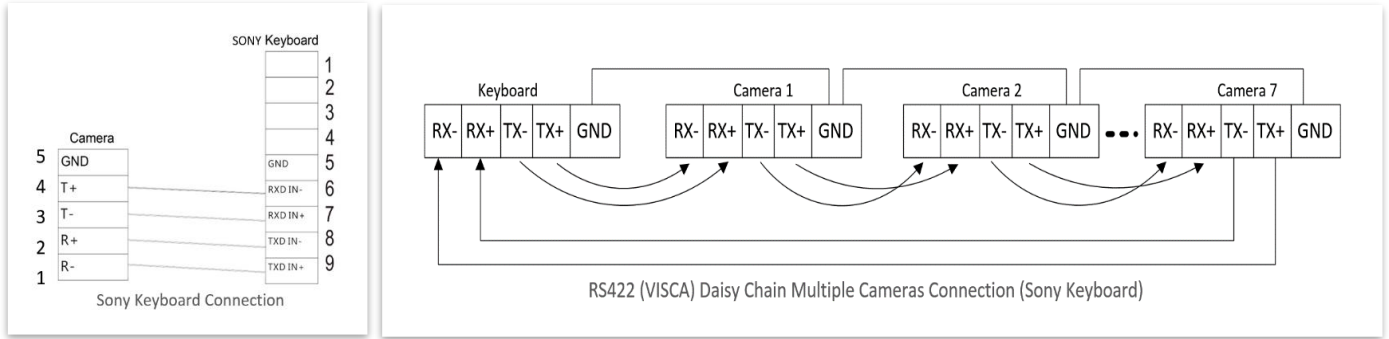 SONY Keyboard
1
2
3
4
Camera
5 GND GND 5
4 T+ RXD IN- 6
3 T- RXD IN+ 7
2 R+ TXD IN- 8
1 R- TXD IN+ 9
Sony Keyboard Connection
Keyboard Camera 1 Camera 2 Camera 7
RX- RX+ TX- TX+ GND RX- RX+ TX- TX+ GND RX- RX+ TX- TX+ GND RX- RX+ TX- TX+ GND
RS422 (VISCA) Daisy Chain Multiple Cameras Connection (Sony Keyboard)